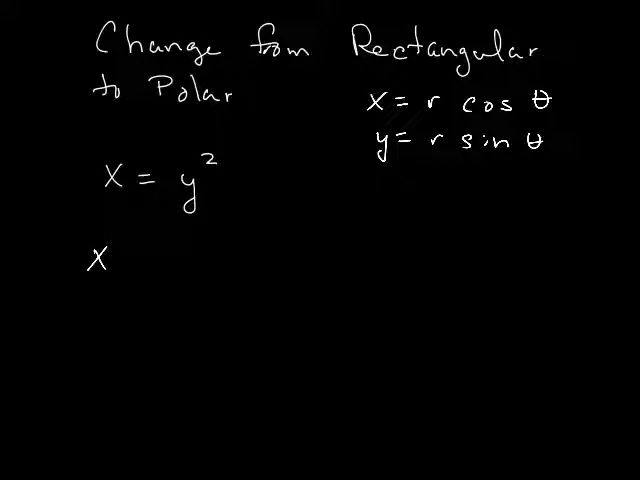 Change from Rectangular
to Polar
x = r cos θ
y = r sin θ
x = y²
x